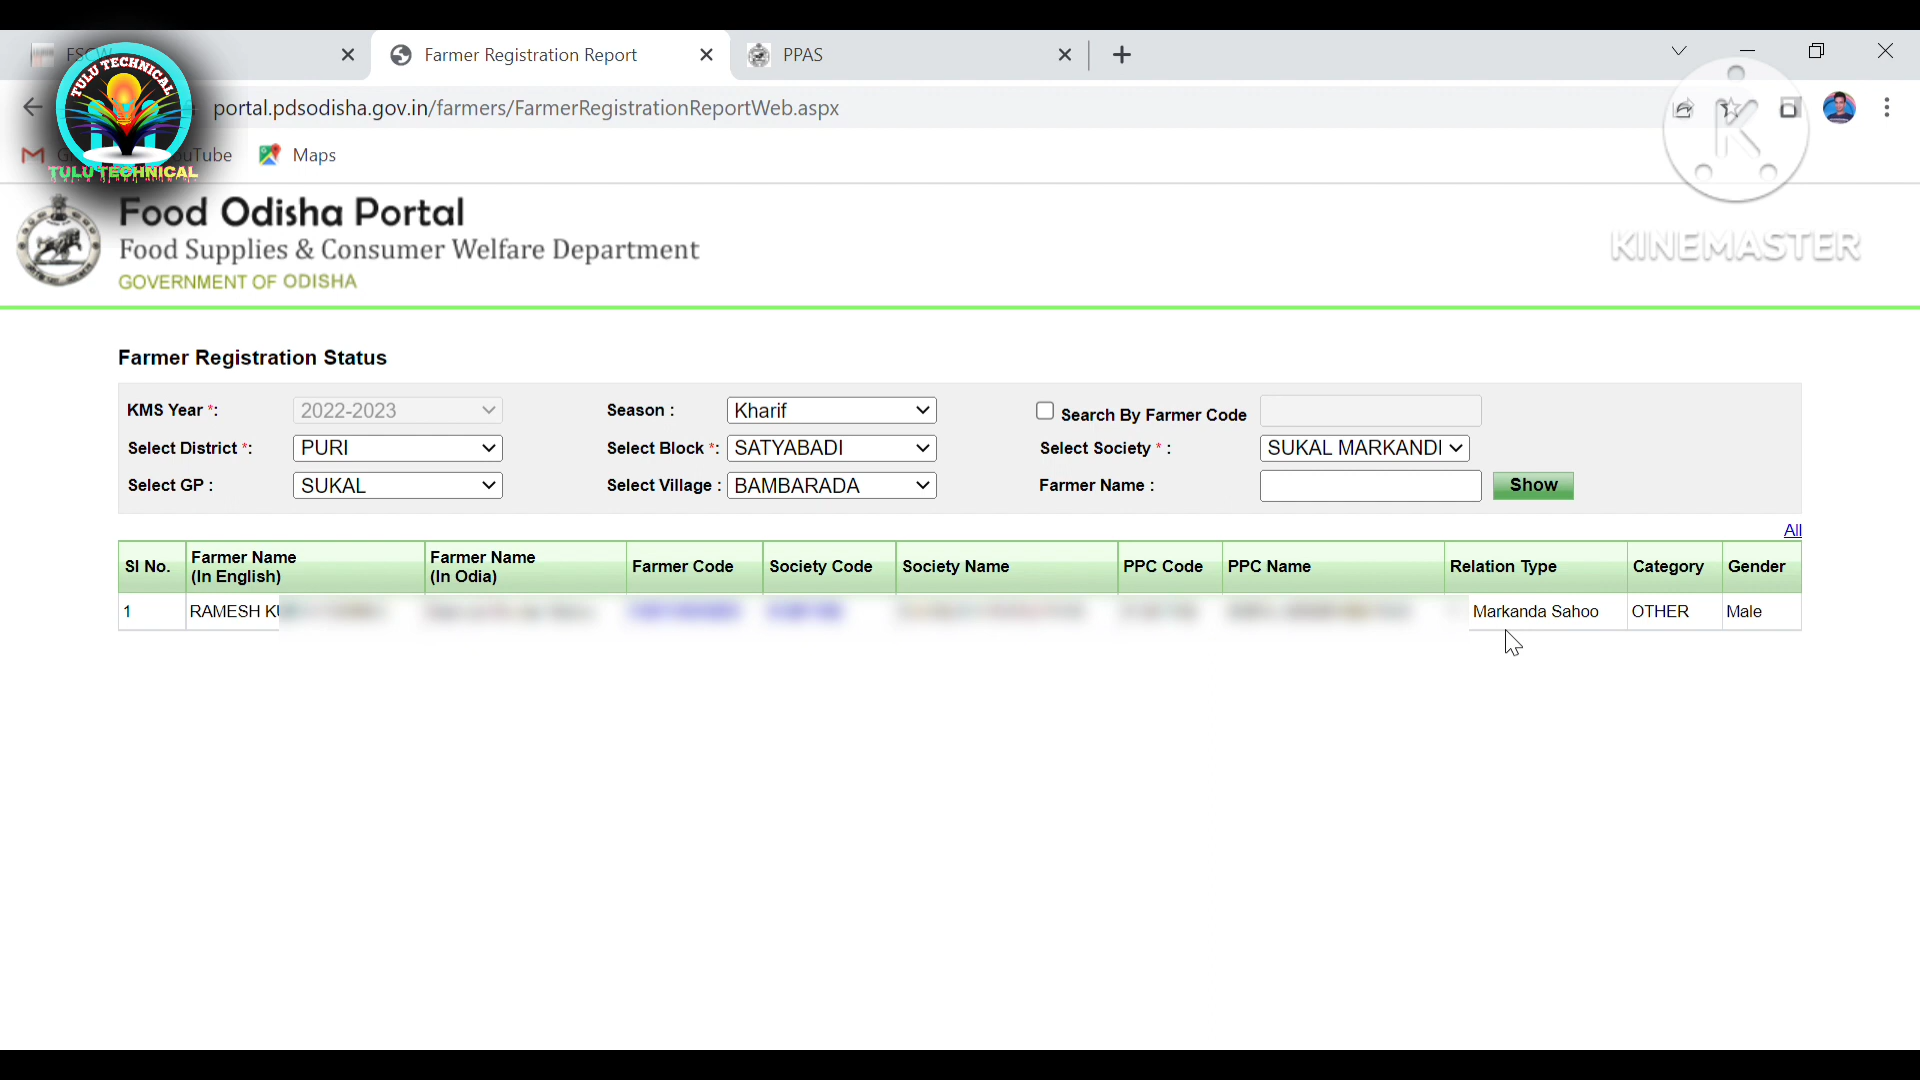 FSCW
Farmer Registration Report
PPAS
TULU TECHNICAL
TULU TECHNICAL
portal.pdsodisha.gov.in/farmers/FarmerRegistrationReportWeb.aspx
uTube
Maps
K
KINEMASTER
Food Odisha Portal
Food Supplies & Consumer Welfare Department
GOVERNMENT OF ODISHA
Farmer Registration Status
KMS Year *: 2022-2023 Season : Kharif Search By Farmer Code
Select District *: PURI Select Block *: SATYABADI Select Society * : SUKAL MARKANDI
Select GP : SUKAL Select Village : BAMBARADA Farmer Name : Show
All
Sl No. Farmer Name (In English) Farmer Name (In Odia) Farmer Code Society Code Society Name PPC Code PPC Name Relation Type Category Gender
1 RAMESH Markanda Sahoo OTHER Male